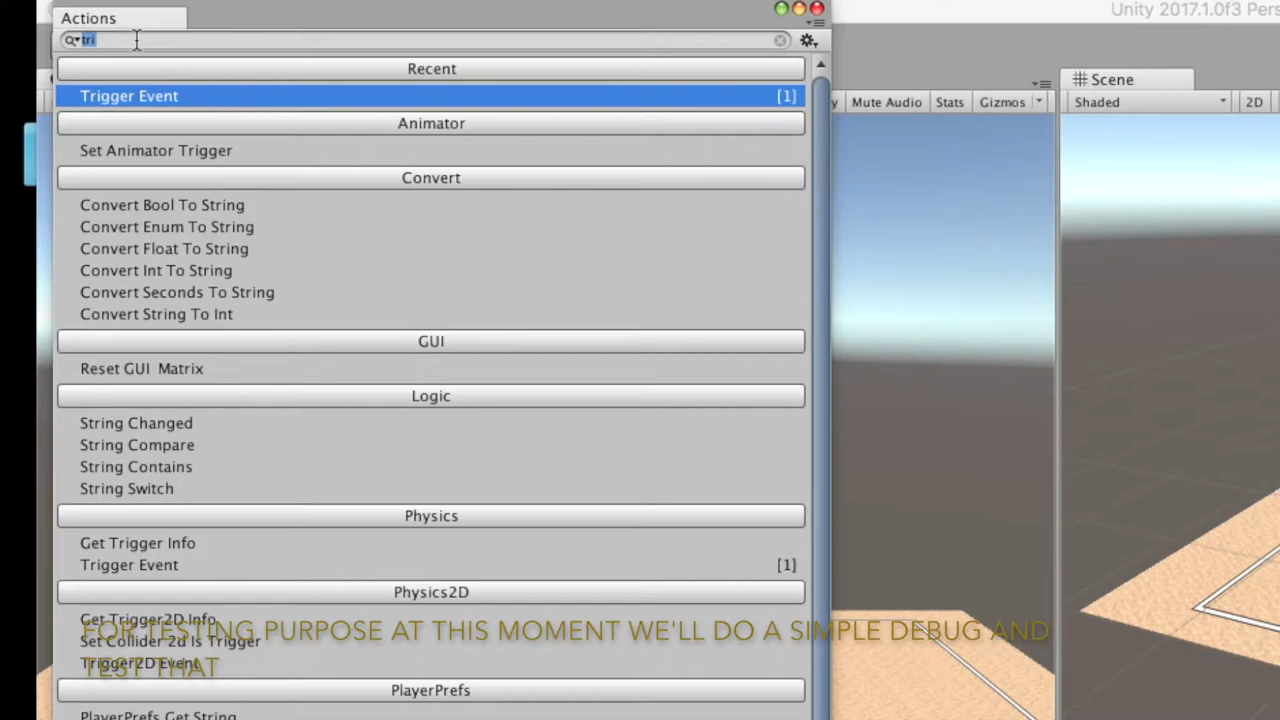 Unity 2017.1.0f3 Pers
Actions
tri
Recent
Trigger Event [1]
Animator
Set Animator Trigger
Convert
Convert Bool To String
Convert Enum To String
Convert Float To String
Convert Int To String
Convert Seconds To String
Convert String To Int
GUI
Reset GUI Matrix
Logic
String Changed
String Compare
String Contains
String Switch
Physics
Get Trigger Info
Trigger Event [1]
Physics2D
Get Trigger2D Info
Set Collider 2d Is Trigger
Trigger2D Event
PlayerPrefs
PlayerPrefs Get String
FOR TESTING PURPOSE AT THIS MOMENT WE'LL DO A SIMPLE DEBUG AND
TEST THAT
y Mute Audio Stats Gizmos
Scene
Shaded 2D